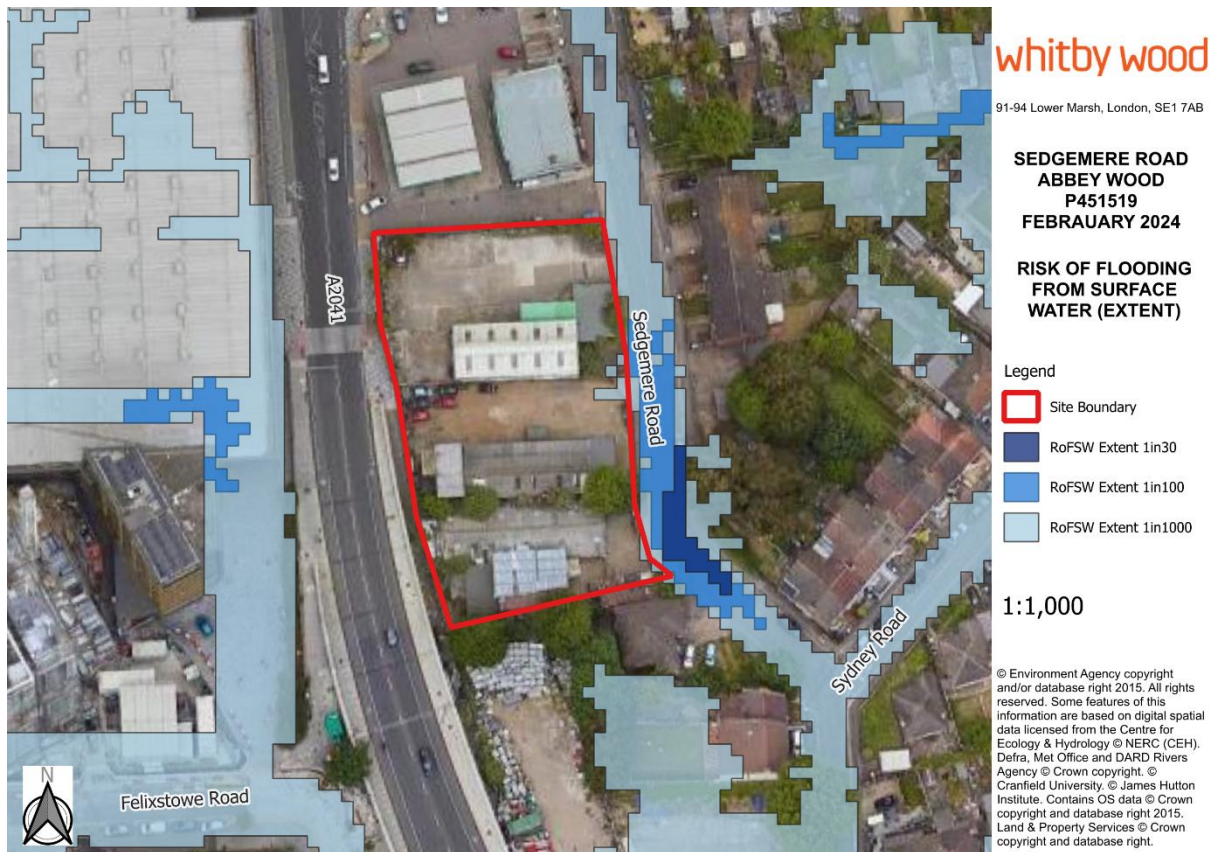 whitby wood
91-94 Lower Marsh, London, SE1 7AB
SEDGEMERE ROAD
ABBEY WOOD
P451519
FEBRAUARY 2024
RISK OF FLOODING
FROM SURFACE
WATER (EXTENT)
Legend
Site Boundary
RoFSW Extent 1in30
RoFSW Extent 1in100
RoFSW Extent 1in1000
1:1,000
© Environment Agency copyright
and/or database right 2015. All rights
reserved. Some features of this
information are based on digital spatial
data licensed from the Centre for
Ecology & Hydrology © NERC (CEH).
Defra, Met Office and DARD Rivers
Agency © Crown copyright. ©
Cranfield University. © James Hutton
Institute. Contains OS data © Crown
copyright and database right 2015.
Land & Property Services © Crown
copyright and database right.
A2041
Sedgemere Road
Sydney Road
Felixstowe Road
N